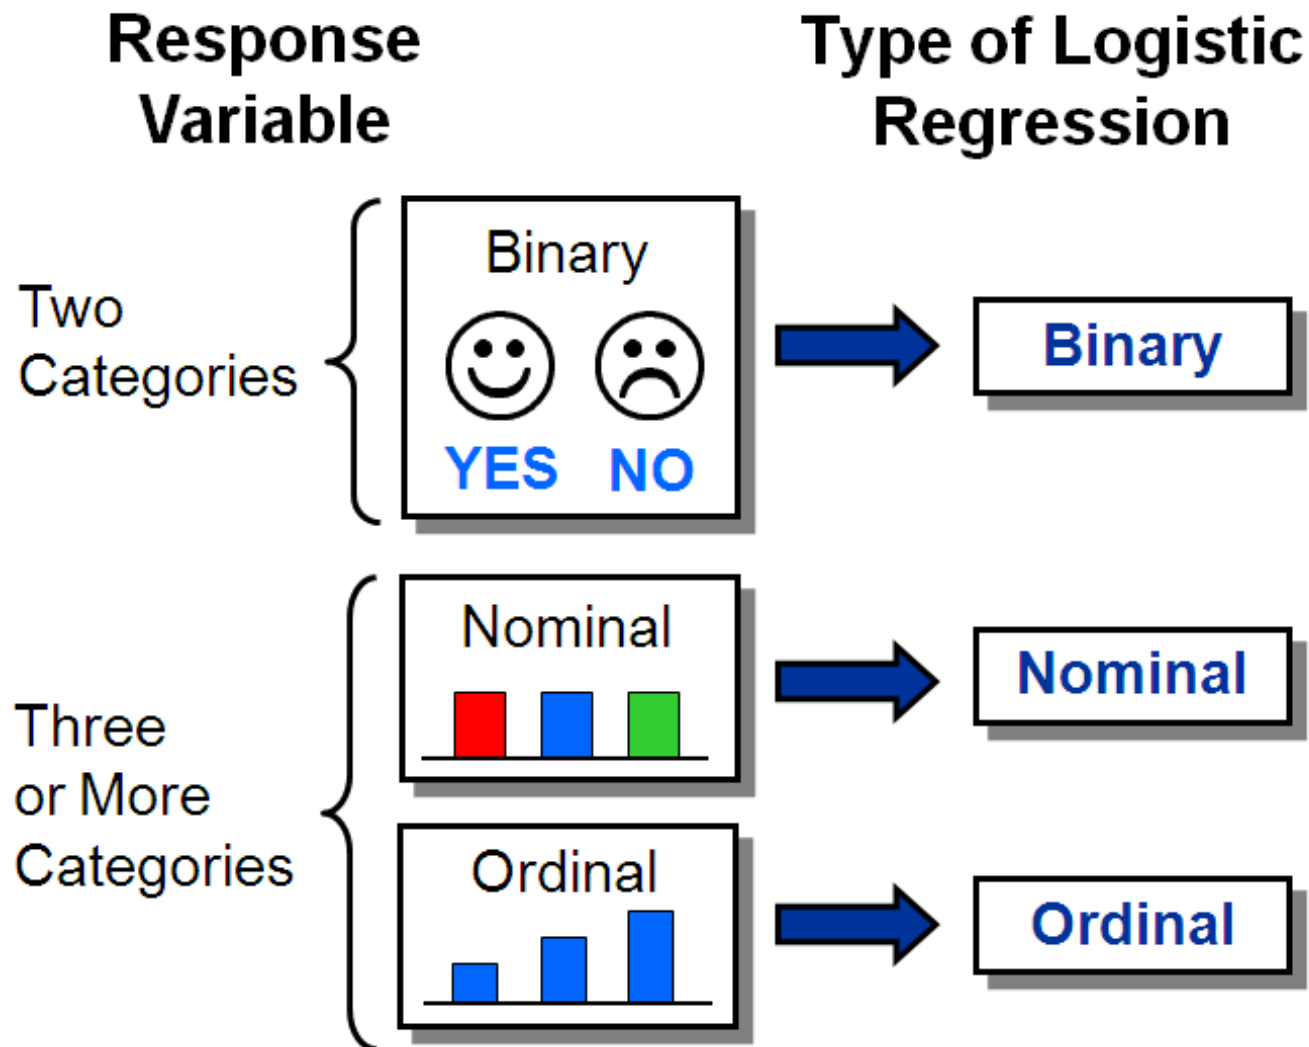 Response
Variable
Type of Logistic
Regression
Two
Categories
Binary
YES NO
Binary
Three
or More
Categories
Nominal
Nominal
Ordinal
Ordinal